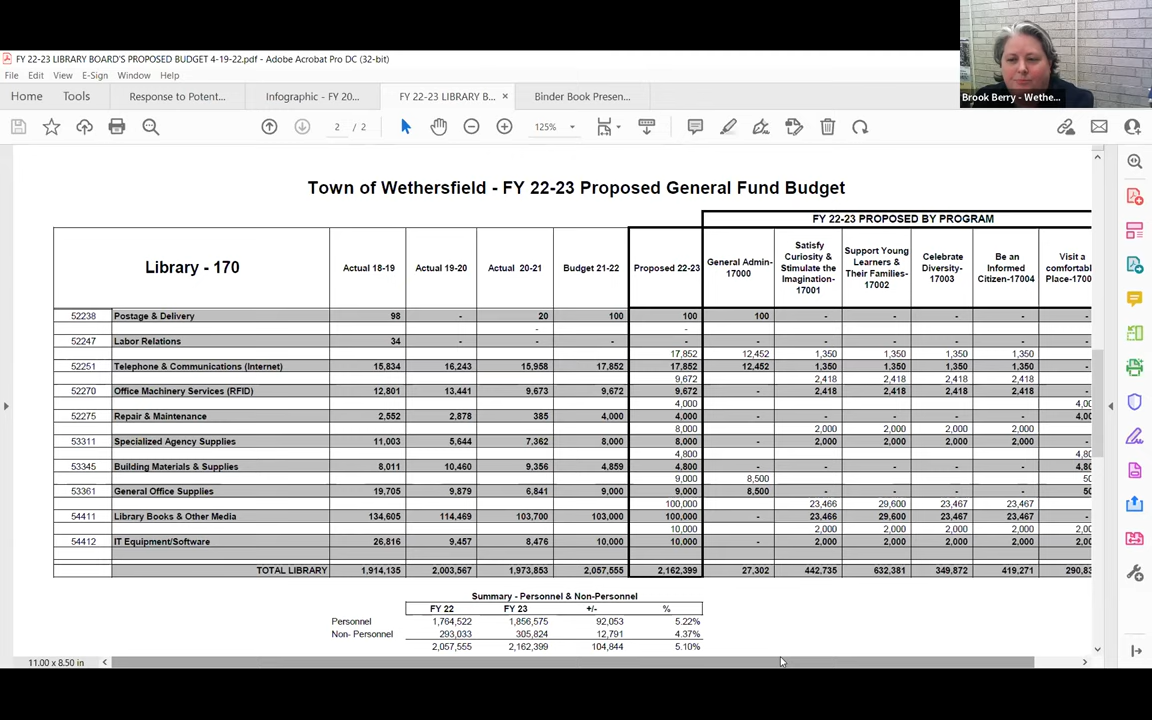 FY 22-23 LIBRARY BOARD'S PROPOSED BUDGET 4-19-22.pdf - Adobe Acrobat Pro DC (32-bit)
File Edit View E-Sign Window Help
Home Tools Response to Potent... Infographic - FY 20... FY 22-23 LIBRARY B... × Binder Book Presen...
2 / 2 125%
Brook Berry - Wethe...
Town of Wethersfield - FY 22-23 Proposed General Fund Budget
FY 22-23 PROPOSED BY PROGRAM
Library - 170 Actual 18-19 Actual 19-20 Actual 20-21 Budget 21-22 Proposed 22-23 General Admin-17000 Satisfy Curiosity & Stimulate the Imagination-17001 Support Young Learners & Their Families-17002 Celebrate Diversity-17003 Be an Informed Citizen-17004 Visit a comfortabl Place-1700
52238 Postage & Delivery 98 - 20 100 100 100 - - - - -
- -
52247 Labor Relations 34 - - - - - - - - - -
17,852 12,452 1,350 1,350 1,350 1,350
52251 Telephone & Communications (Internet) 15,834 16,243 15,958 17,852 17,852 12,452 1,350 1,350 1,350 1,350 -
9,672 2,418 2,418 2,418 2,418
52270 Office Machinery Services (RFID) 12,801 13,441 9,673 9,672 9,672 - 2,418 2,418 2,418 2,418 -
4,000 4,00
52275 Repair & Maintenance 2,552 2,878 385 4,000 4,000 - - - - - 4,00
8,000 2,000 2,000 2,000 2,000
53311 Specialized Agency Supplies 11,003 5,644 7,362 8,000 8,000 - 2,000 2,000 2,000 2,000 -
4,800 4,80
53345 Building Materials & Supplies 8,011 10,460 9,356 4,859 4,800 - - - - - 4,80
9,000 8,500 50
53361 General Office Supplies 19,705 9,879 6,841 9,000 9,000 8,500 - - - - 50
100,000 23,466 29,600 23,467 23,467
54411 Library Books & Other Media 134,605 114,469 103,700 103,000 100,000 - 23,466 29,600 23,467 23,467 -
10,000 2,000 2,000 2,000 2,000 2,00
54412 IT Equipment/Software 26,816 9,457 8,476 10,000 10,000 - 2,000 2,000 2,000 2,000 2,00
TOTAL LIBRARY 1,914,135 2,003,567 1,973,853 2,057,555 2,162,399 27,302 442,735 632,381 349,872 419,271 290,83
Summary - Personnel & Non-Personnel
FY 22 FY 23 +/- %
Personnel 1,764,522 1,856,575 92,053 5.22%
Non- Personnel 293,033 305,824 12,791 4.37%
2,057,555 2,162,399 104,844 5.10%
11.00 x 8.50 in